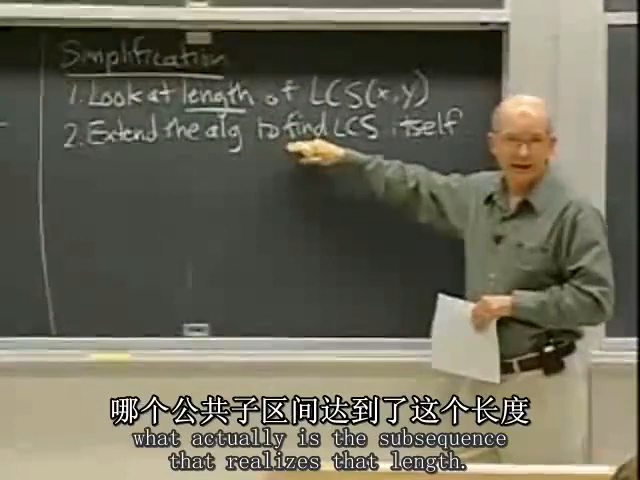 Simplification
1. Look at length of LCS(x,y)
2. Extend the alg to find LCS itself
哪个公共子区间达到了这个长度
what actually is the subsequence
that realizes that length.